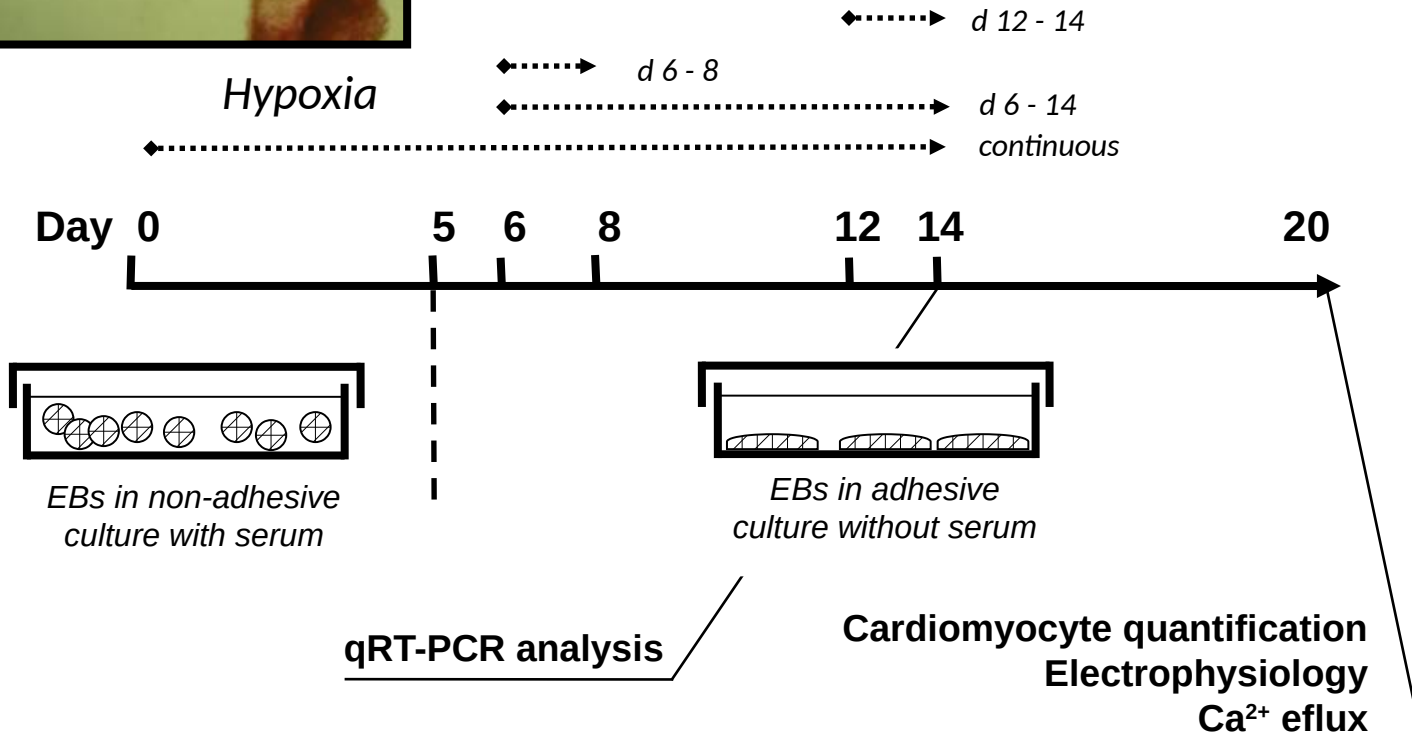 d 12 - 14
d 6 - 8
Hypoxia
d 6 - 14
continuous
Day 0 5 6 8 12 14 20
EBs in non-adhesive
culture with serum
EBs in adhesive
culture without serum
qRT-PCR analysis
Cardiomyocyte quantification
Electrophysiology
Ca²⁺ eflux